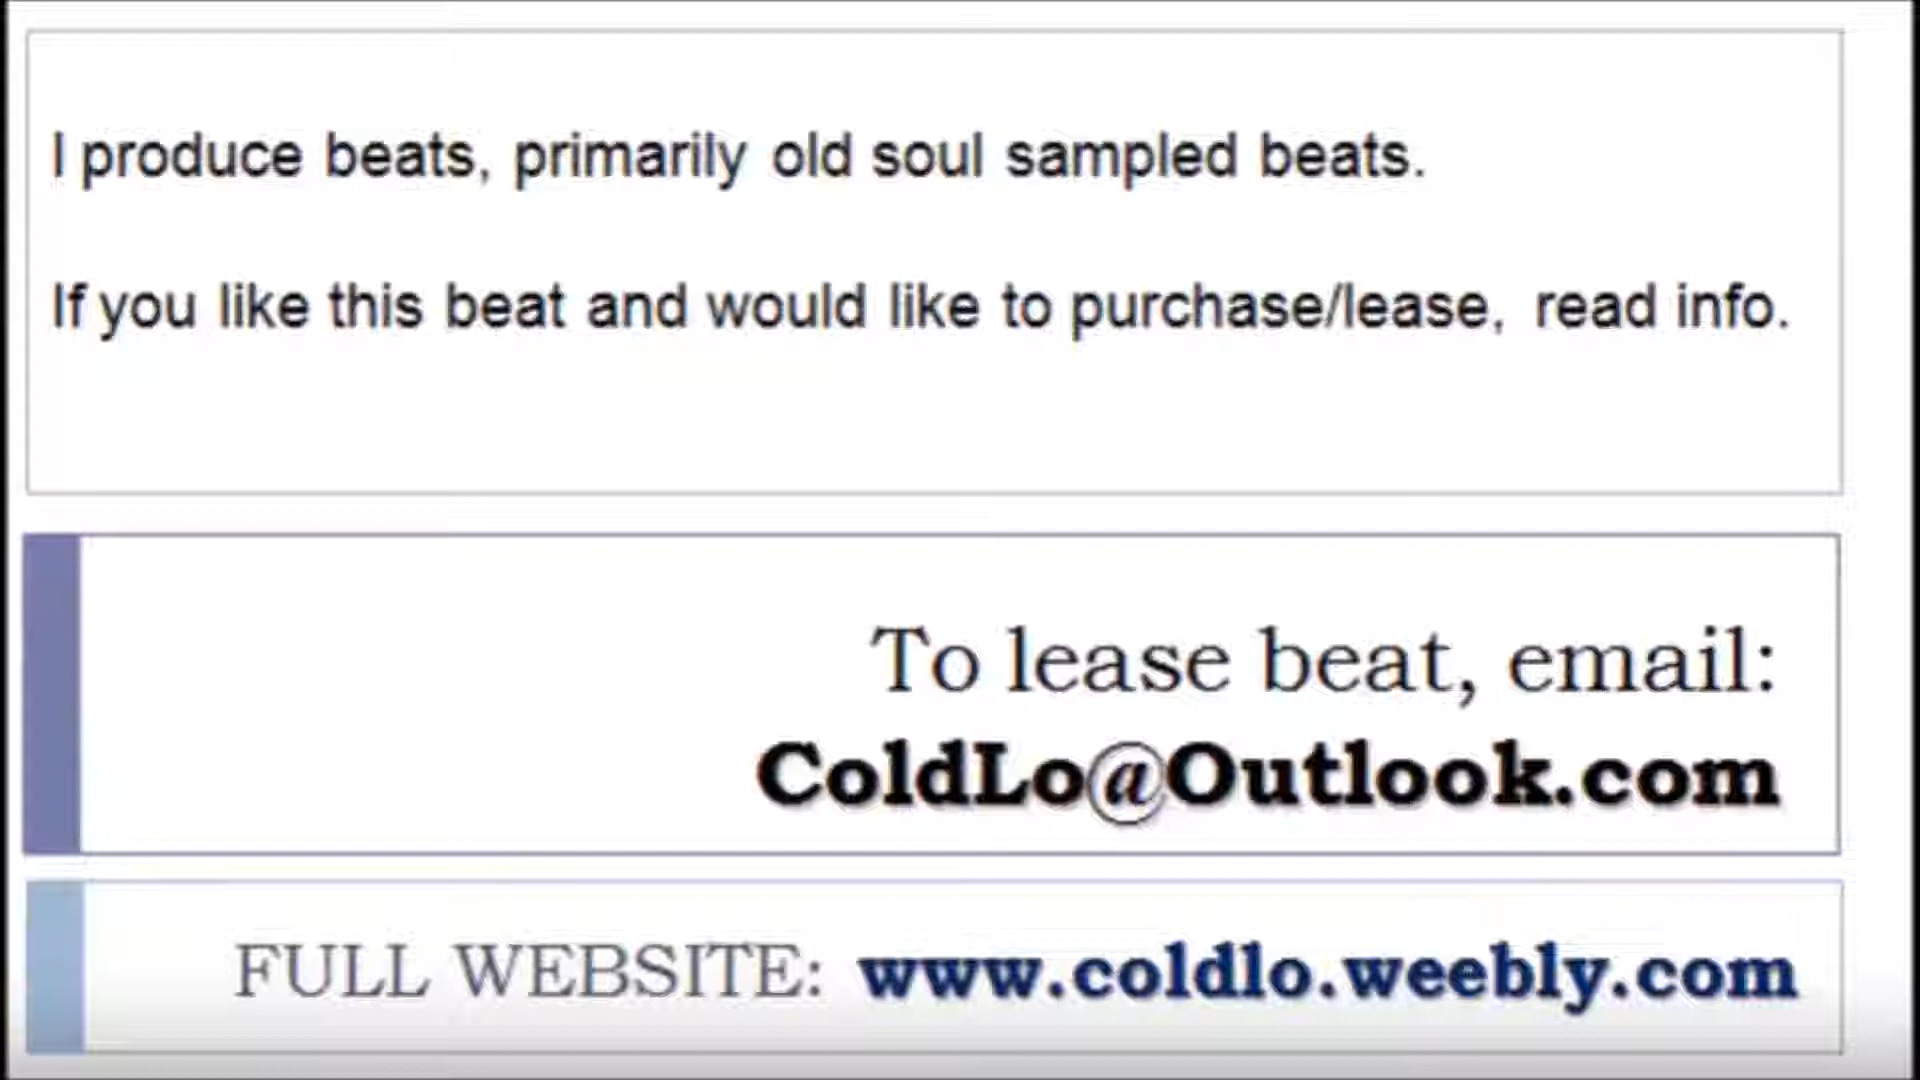 I produce beats, primarily old soul sampled beats.
If you like this beat and would like to purchase/lease, read info.
To lease beat, email:
ColdLo@Outlook.com
FULL WEBSITE: www.coldlo.weebly.com